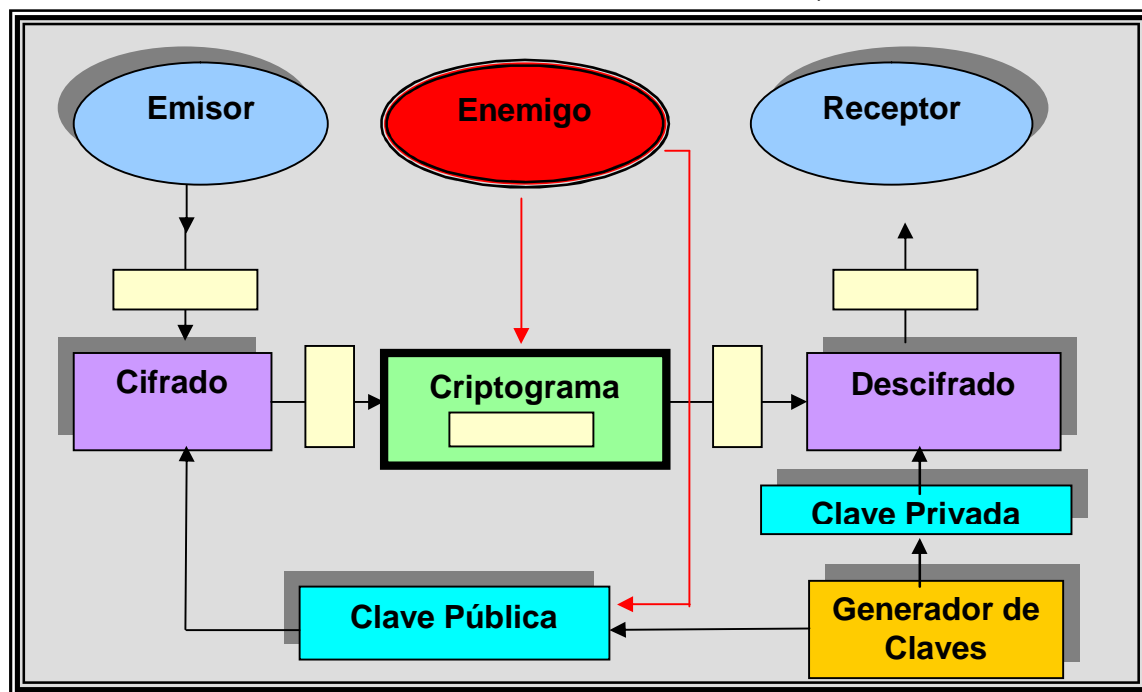 Emisor
Enemigo
Receptor
Cifrado
Criptograma
Descifrado
Clave Privada
Clave Pública
Generador de
Claves